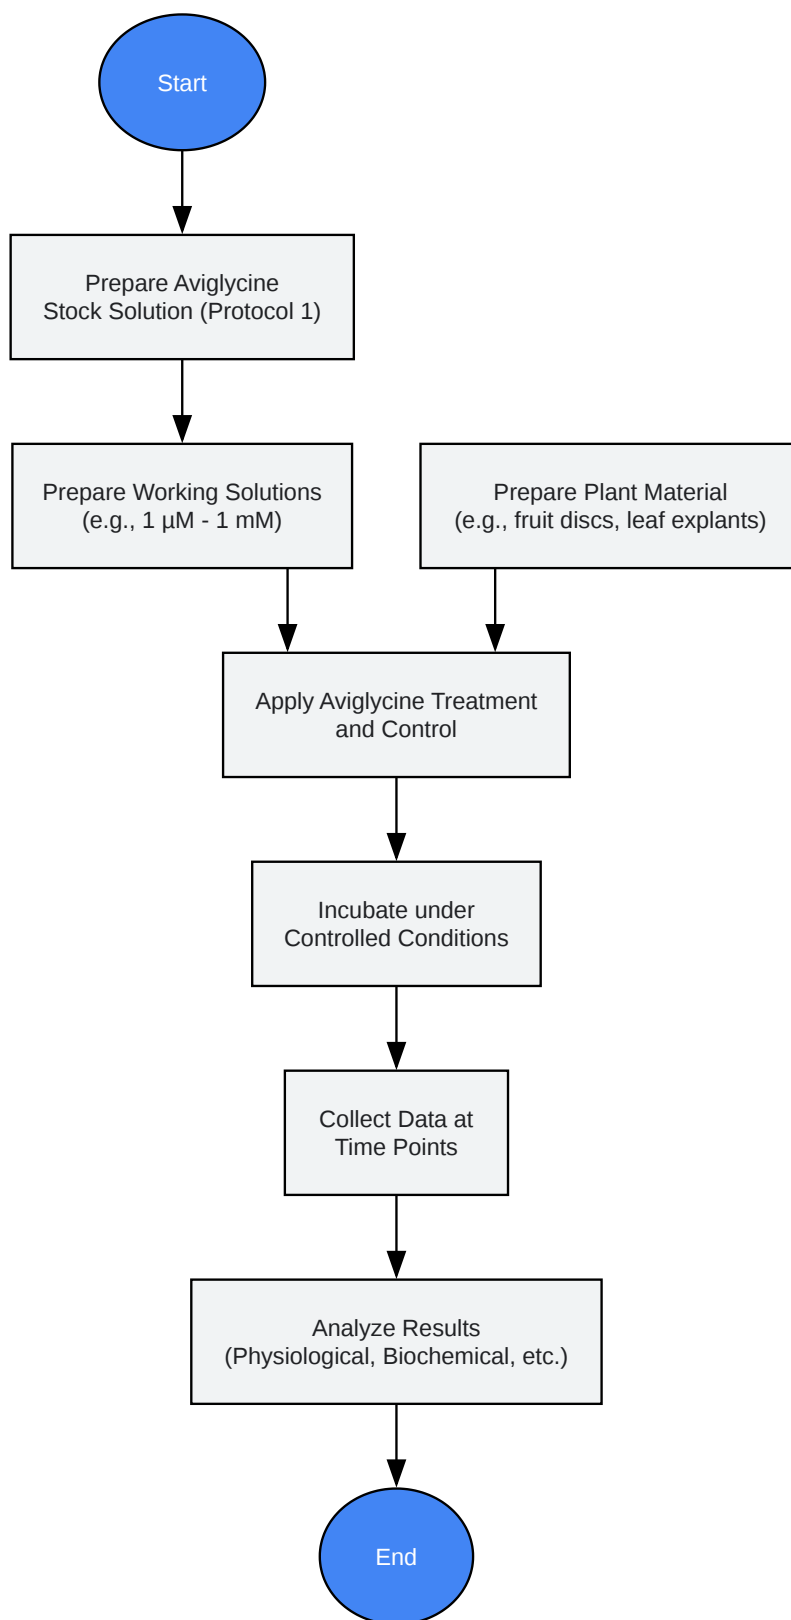 Start
Prepare Aviglycine
Stock Solution (Protocol 1)
Prepare Working Solutions
(e.g., 1 µM - 1 mM)
Prepare Plant Material
(e.g., fruit discs, leaf explants)
Apply Aviglycine Treatment
and Control
Incubate under
Controlled Conditions
Collect Data at
Time Points
Analyze Results
(Physiological, Biochemical, etc.)
End